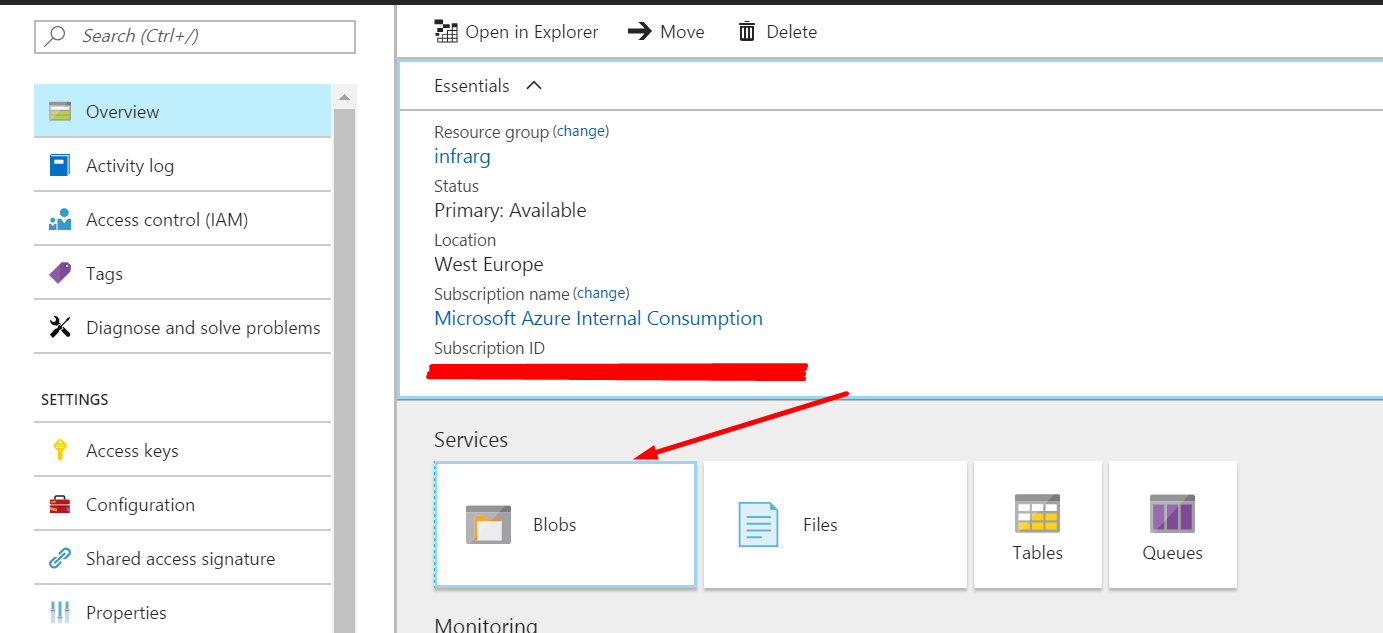 Search (Ctrl+/)
Overview
Activity log
Access control (IAM)
Tags
Diagnose and solve problems
SETTINGS
Access keys
Configuration
Shared access signature
Properties
Open in Explorer
Move
Delete
Essentials
Resource group (change)
infrarg
Status
Primary: Available
Location
West Europe
Subscription name (change)
Microsoft Azure Internal Consumption
Subscription ID
Services
Blobs
Files
Tables
Queues
Monitoring